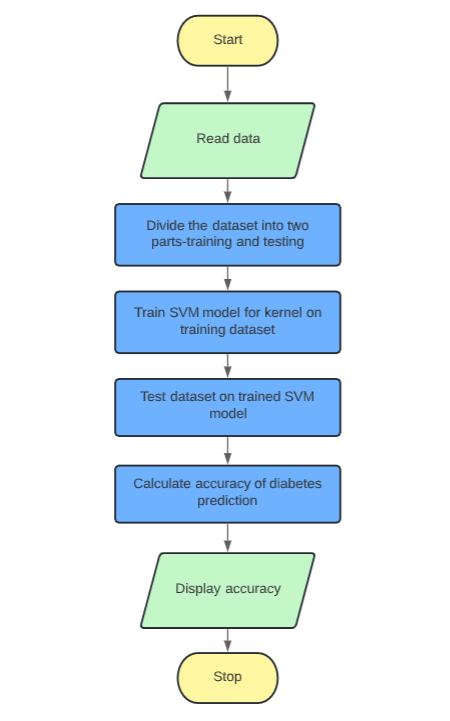 Start
Read data
Divide the dataset into two
parts-training and testing
Train SVM model for kernel on
training dataset
Test dataset on trained SVM
model
Calculate accuracy of diabetes
prediction
Display accuracy
Stop